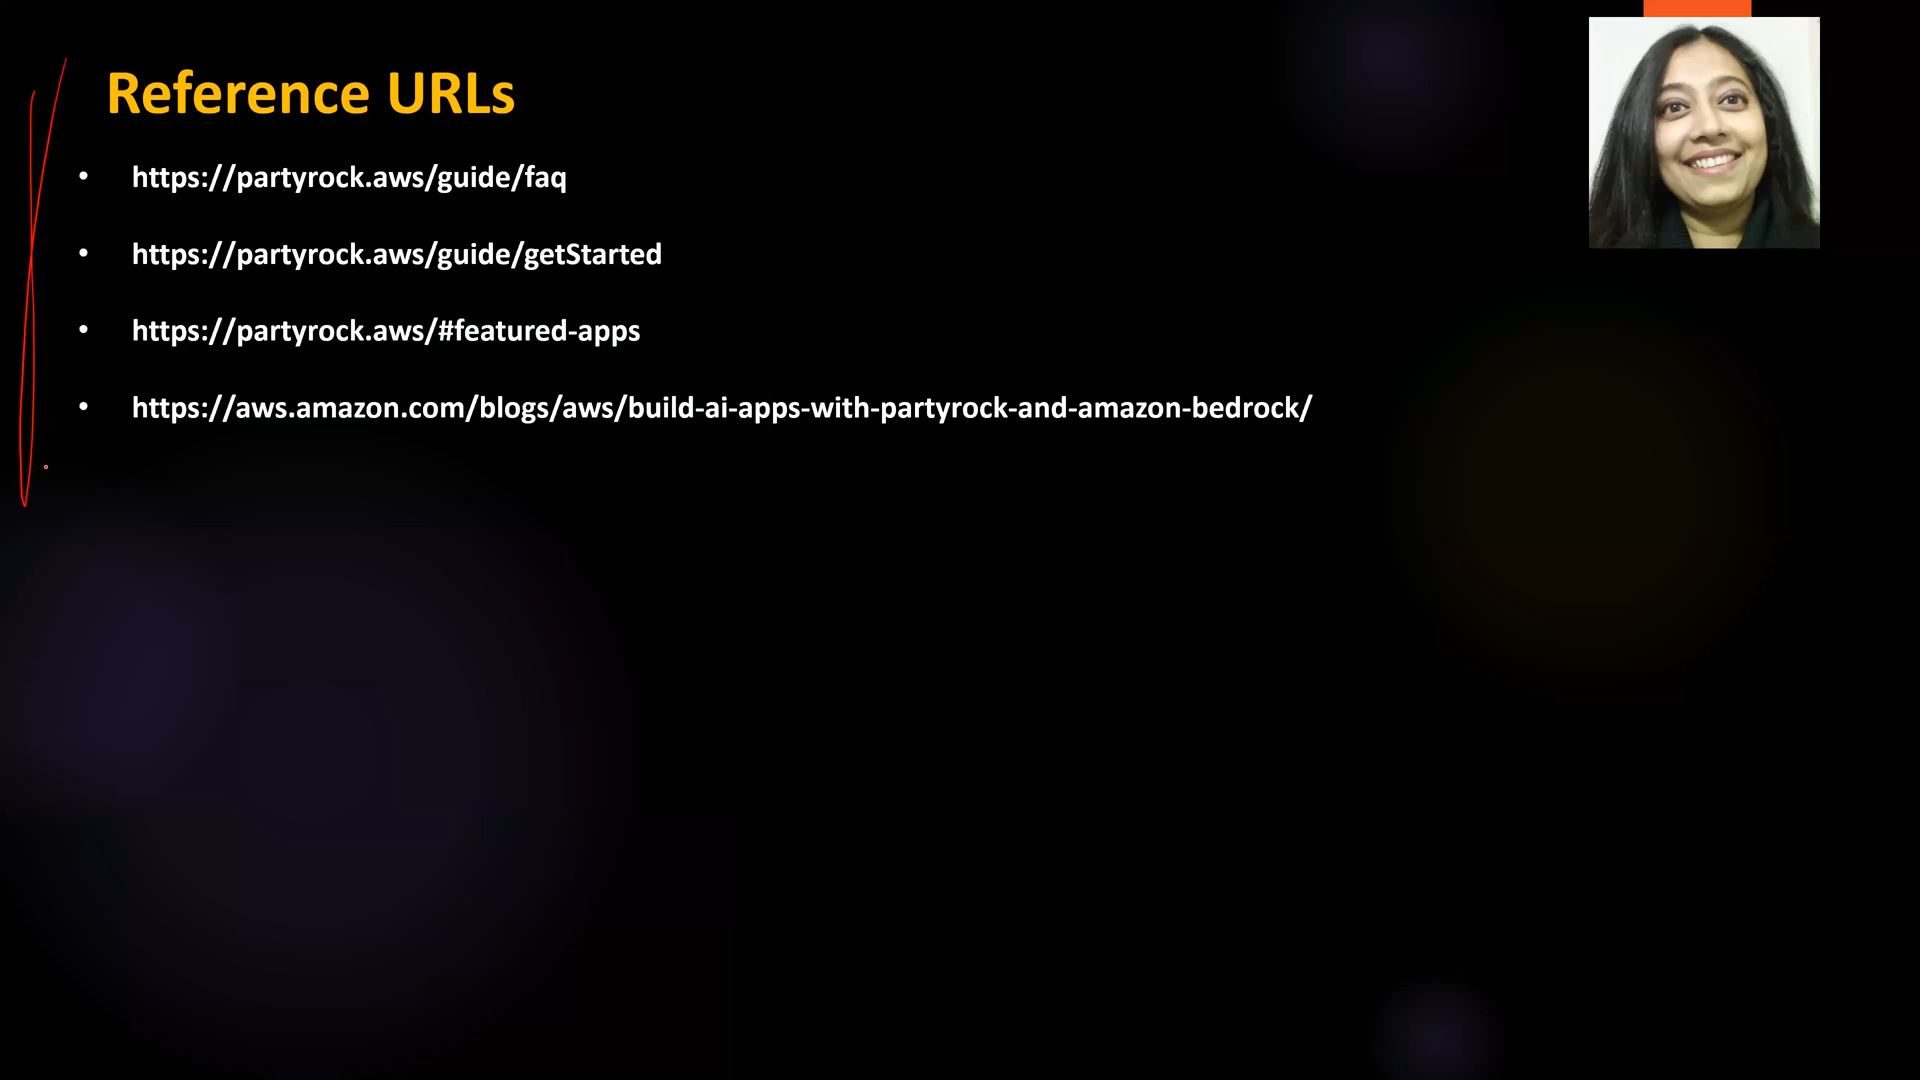 Reference URLs
• https://partyrock.aws/guide/faq
• https://partyrock.aws/guide/getStarted
• https://partyrock.aws/#featured-apps
• https://aws.amazon.com/blogs/aws/build-ai-apps-with-partyrock-and-amazon-bedrock/